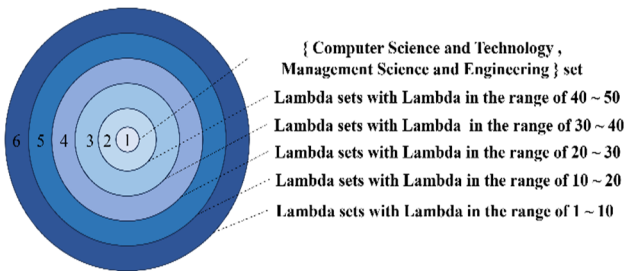 { Computer Science and Technology ,
Management Science and Engineering } set
Lambda sets with Lambda in the range of 40 ~ 50
Lambda sets with Lambda in the range of 30 ~ 40
Lambda sets with Lambda in the range of 20 ~ 30
Lambda sets with Lambda in the range of 10 ~ 20
Lambda sets with Lambda in the range of 1 ~ 10
6 5 4 3 2 1